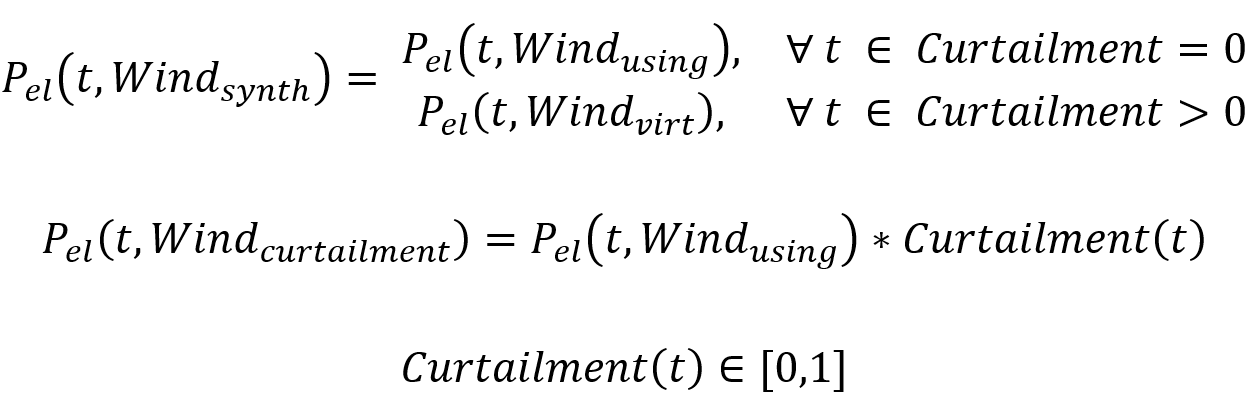 P_el(t, Wind_using), ∀ t ∈ Curtailment = 0
P_el(t, Wind_synth) =
P_el(t, Wind_virt), ∀ t ∈ Curtailment > 0
P_el(t, Wind_curtailment) = P_el(t, Wind_using) * Curtailment(t)
Curtailment(t) ∈ [0,1]